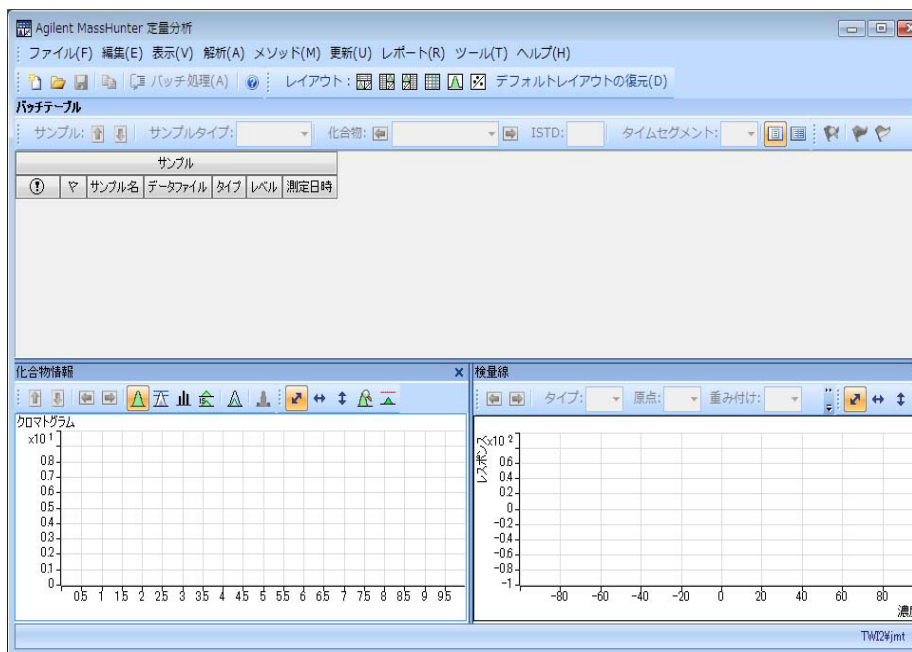 Agilent MassHunter 定量分析
ファイル(F) 編集(E) 表示(V) 解析(A) メソッド(M) 更新(U) レポート(R) ツール(T) ヘルプ(H)
バッチ処理(A) レイアウト： デフォルトレイアウトの復元(D)
バッチテーブル
サンプル: サンプルタイプ: 化合物: ISTD: タイムセグメント:
サンプル
サンプル名 データファイル タイプ レベル 測定日時
化合物情報
クロマトグラム
x10 1
0.8
0.7
0.6
0.5
0.4
0.3
0.2
0.1
0
0.5 1 1.5 2 2.5 3 3.5 4 4.5 5 5.5 6 6.5 7 7.5 8 8.5 9 9.5
検量線
タイプ: 原点: 重み付け:
レスポンス
x10 2
0.6
0.4
0.2
0
-0.2
-0.4
-0.6
-0.8
-1
-80 -60 -40 -20 0 20 40 60 80
TWI2¥jmt